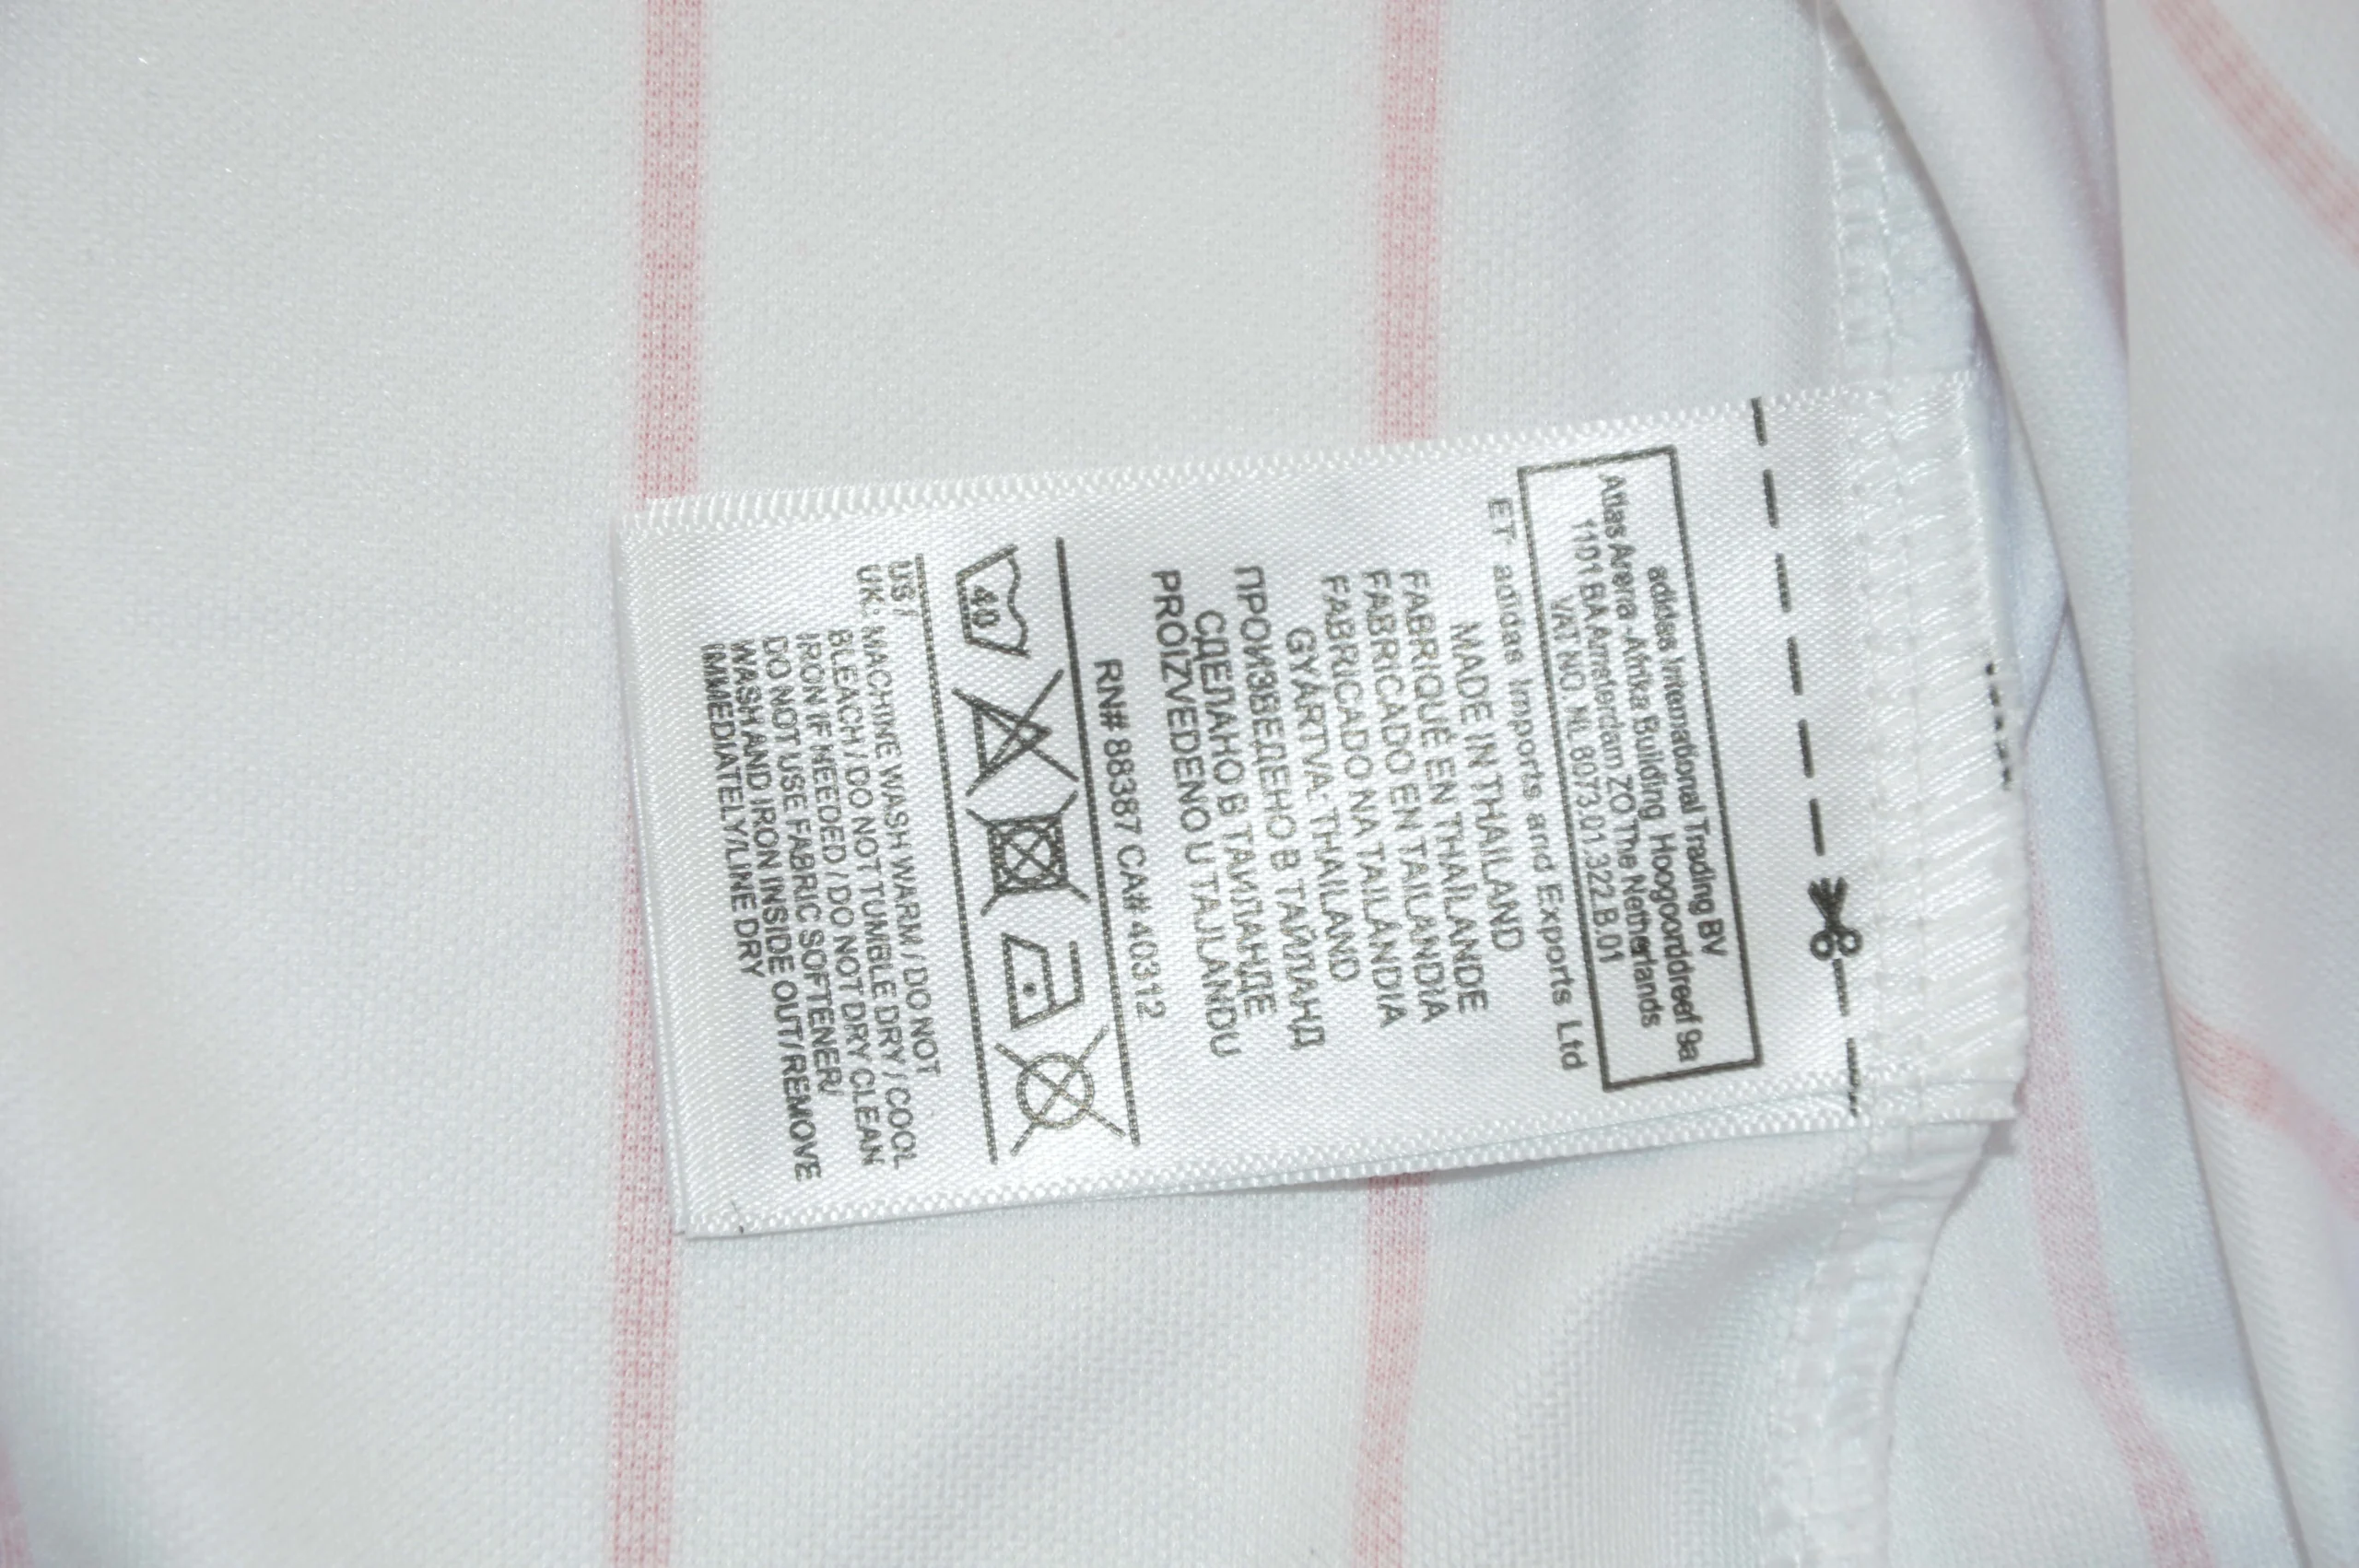 adidas International Trading BV
Atlas Arena -Afrika Building, Hoogoorddreef 9a
1101 BA Amsterdam ZO The Netherlands
VAT NO. NL 8073.01.322.B.01
ET: adidas Imports and Exports Ltd
MADE IN THAILAND
FABRIQUÉ EN THAÏLANDE
FABRICADO EN TAILANDIA
FABRICADO NA TAILÂNDIA
GYÁRTVA: THAILAND
ПРОИЗВЕДЕНО В ТАЙЛАНД
СДЕЛАНО В ТАИЛАНДЕ
PROIZVEDENO U TAJLANDU
RN# 88387 CA# 40312
40
US /
UK: MACHINE WASH WARM / DO NOT
BLEACH / DO NOT TUMBLE DRY / COOL
IRON IF NEEDED / DO NOT DRY CLEAN
DO NOT USE FABRIC SOFTENER/
WASH AND IRON INSIDE OUT/ REMOVE
IMMEDIATELY/LINE DRY